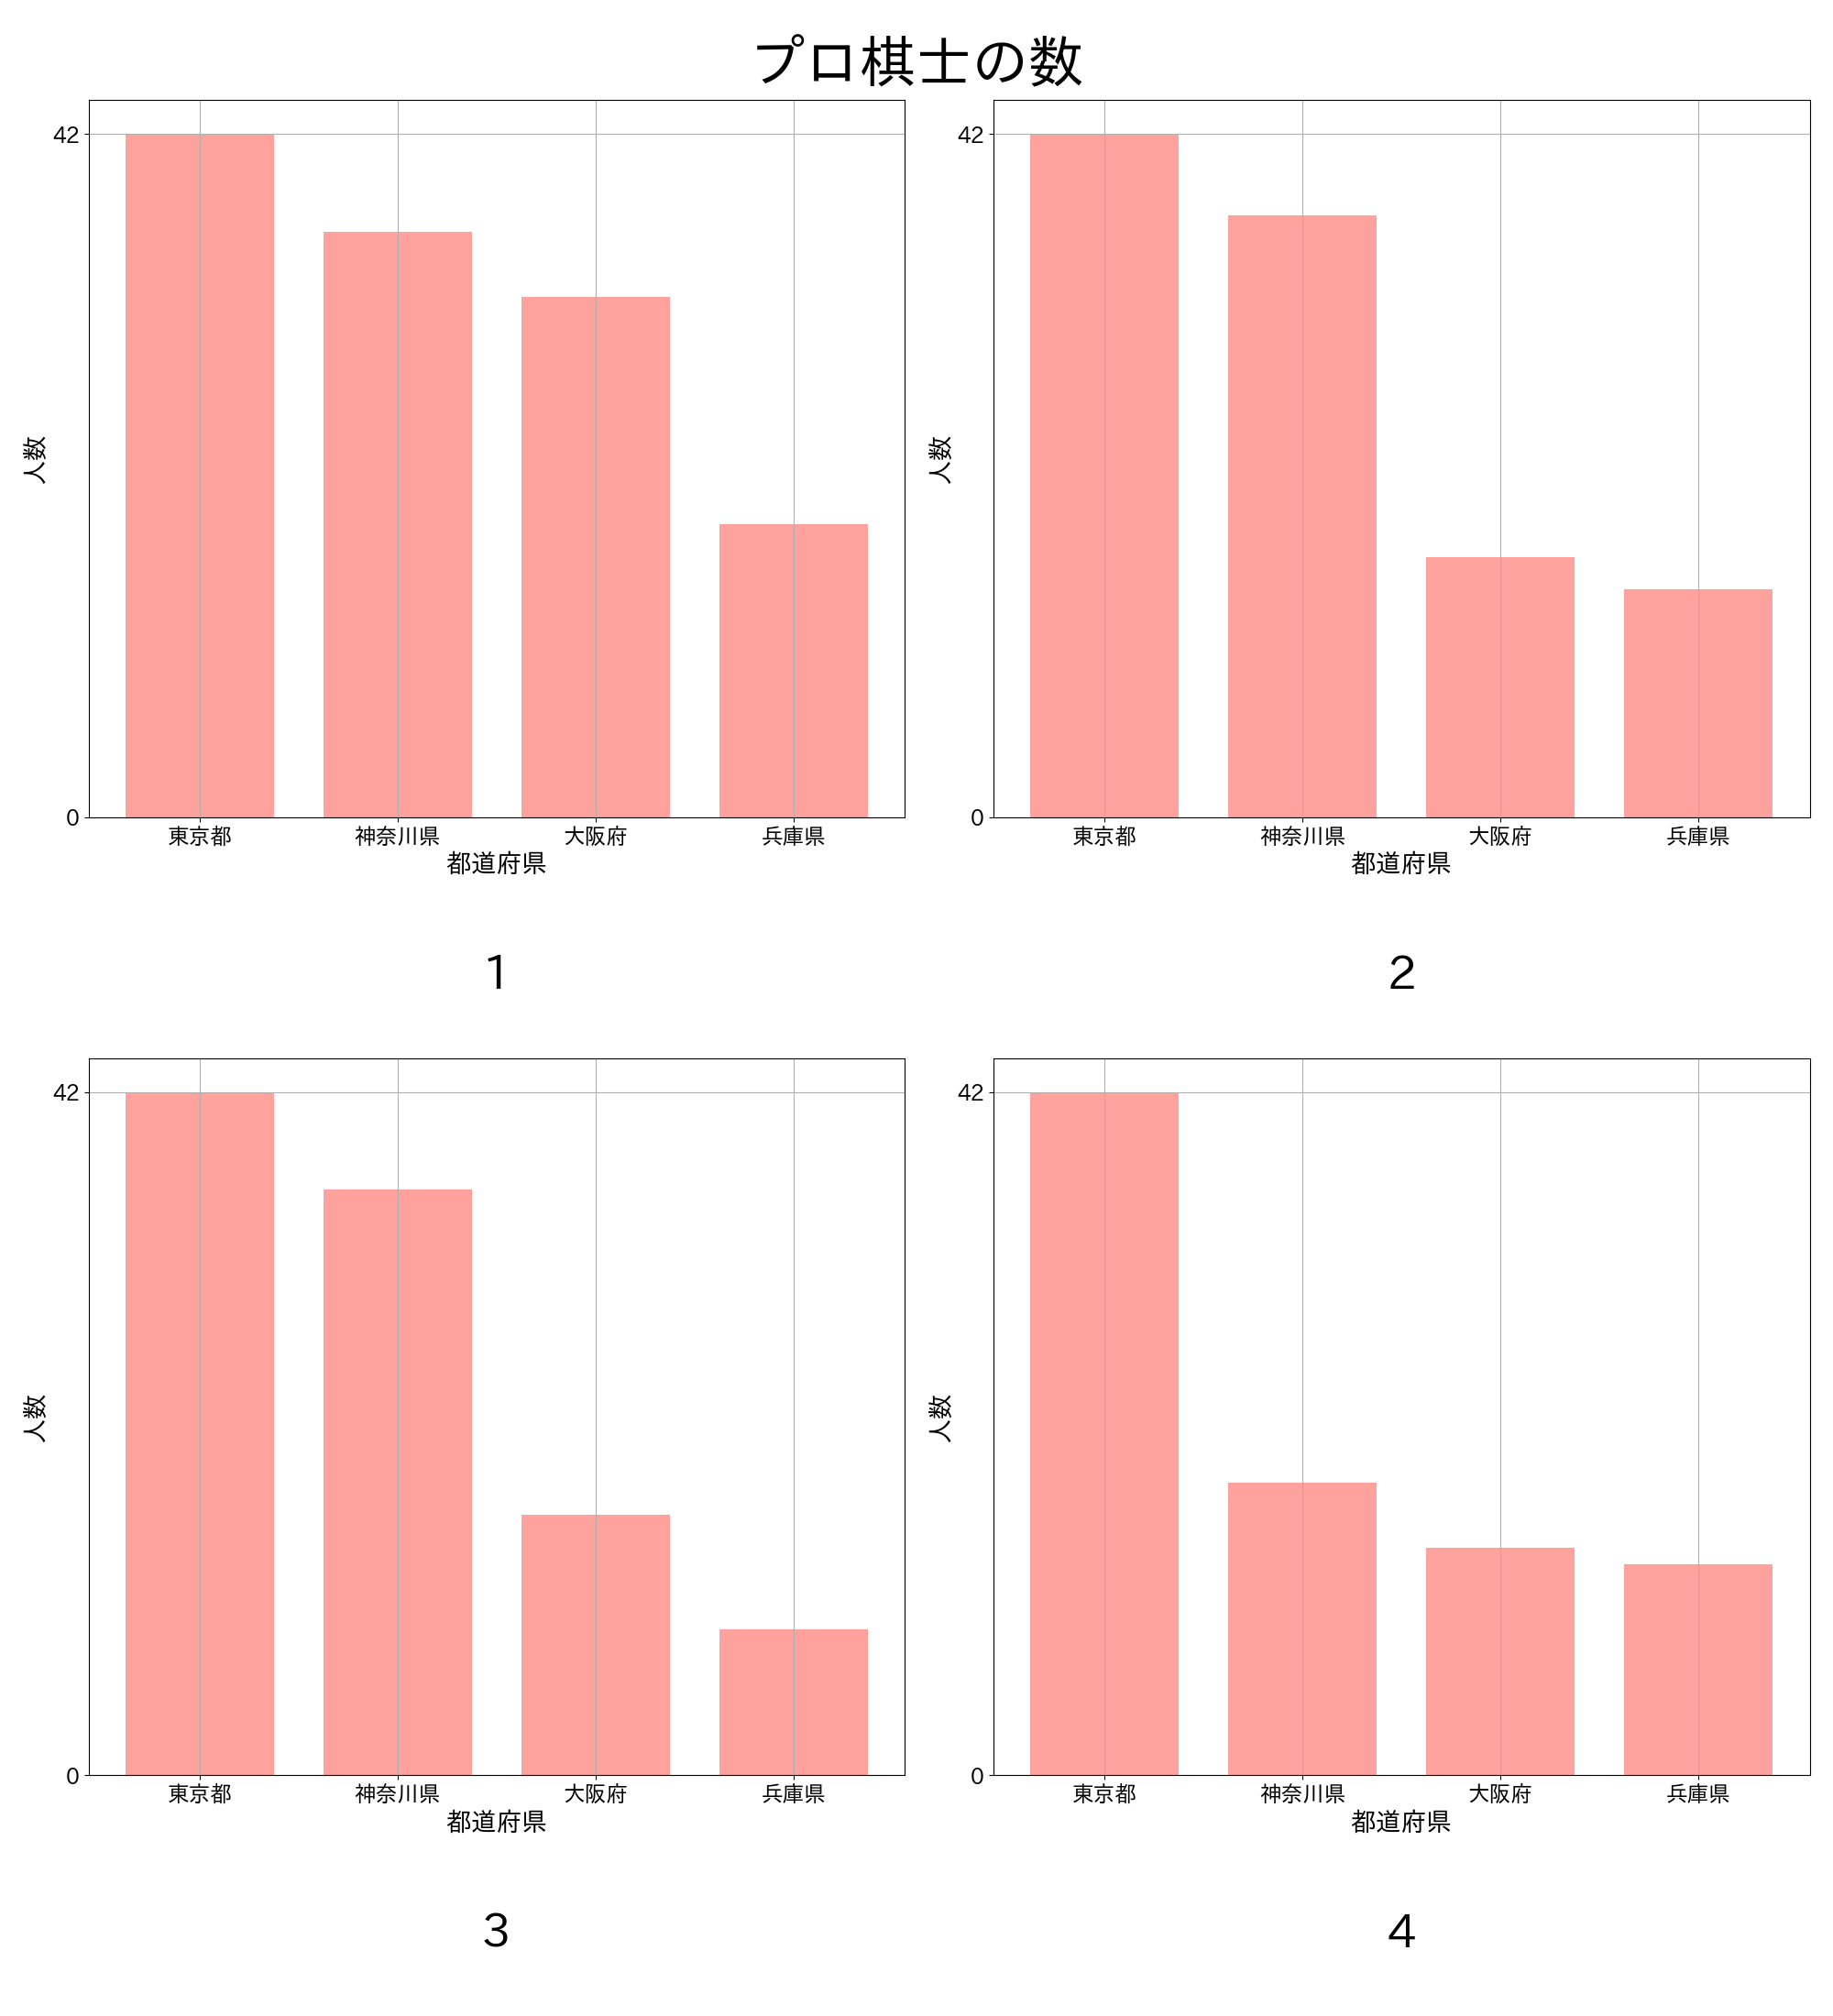 プロ棋士の数
42
0
人数
東京都 神奈川県 大阪府 兵庫県
都道府県
1
42
0
人数
東京都 神奈川県 大阪府 兵庫県
都道府県
2
42
0
人数
東京都 神奈川県 大阪府 兵庫県
都道府県
3
42
0
人数
東京都 神奈川県 大阪府 兵庫県
都道府県
4